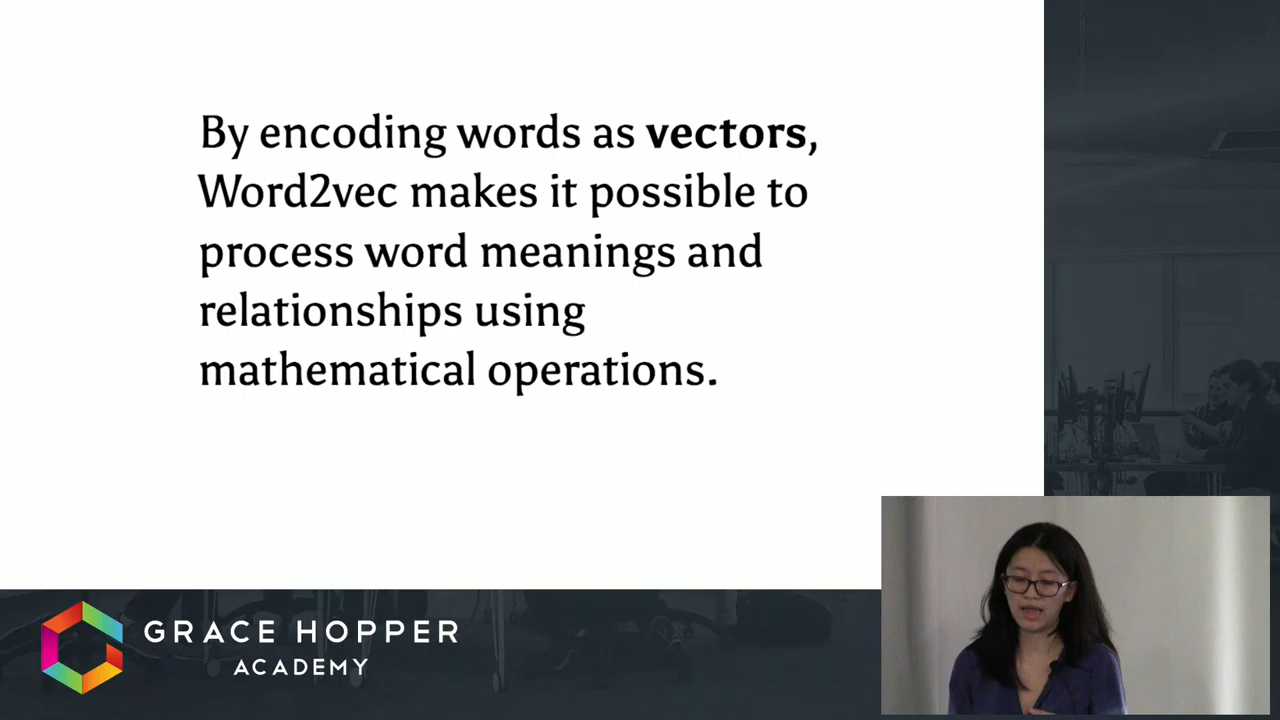 By encoding words as vectors,
Word2vec makes it possible to
process word meanings and
relationships using
mathematical operations.
GRACE HOPPER
ACADEMY